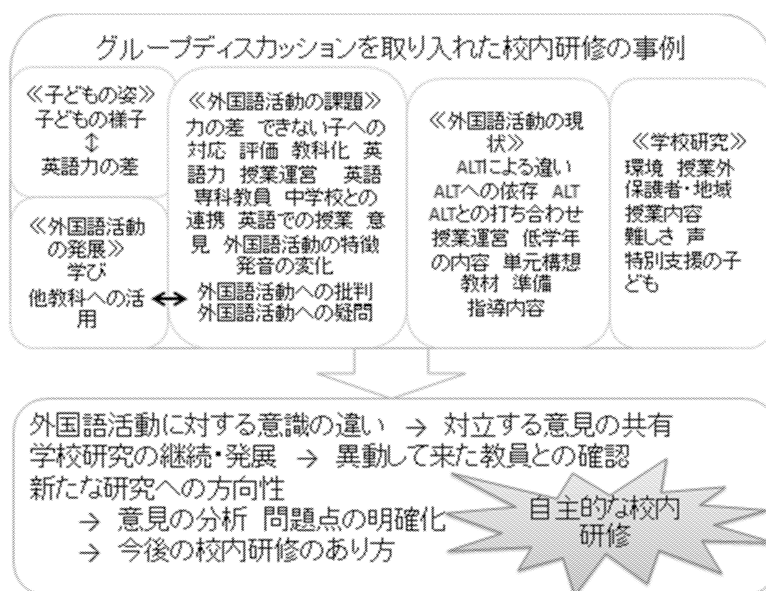 グループディスカッションを取り入れた校内研修の事例
≪子どもの姿≫
子どもの様子
↕
英語力の差
≪外国語活動
の発展≫
学び
他教科への活
用
↔
≪外国語活動の課題≫
力の差 できない子への
対応 評価 教科化 英
語力 授業運営 英語
専科教員 中学校との
連携 英語での授業 意
見 外国語活動の特徴
発音の変化
外国語活動への批判
外国語活動への疑問
≪外国語活動の現
状≫
ALTによる違い
ALTへの依存 ALT
ALTとの打ち合わせ
授業運営 低学年
の内容 単元構想
教材 準備
指導内容
≪学校研究≫
環境 授業外
保護者・地域
授業内容
難しさ 声
特別支援の子
ども
外国語活動に対する意識の違い → 対立する意見の共有
学校研究の継続・発展 → 異動して来た教員との確認
新たな研究への方向性
→ 意見の分析 問題点の明確化
→ 今後の校内研修のあり方
自主的な校内
研修